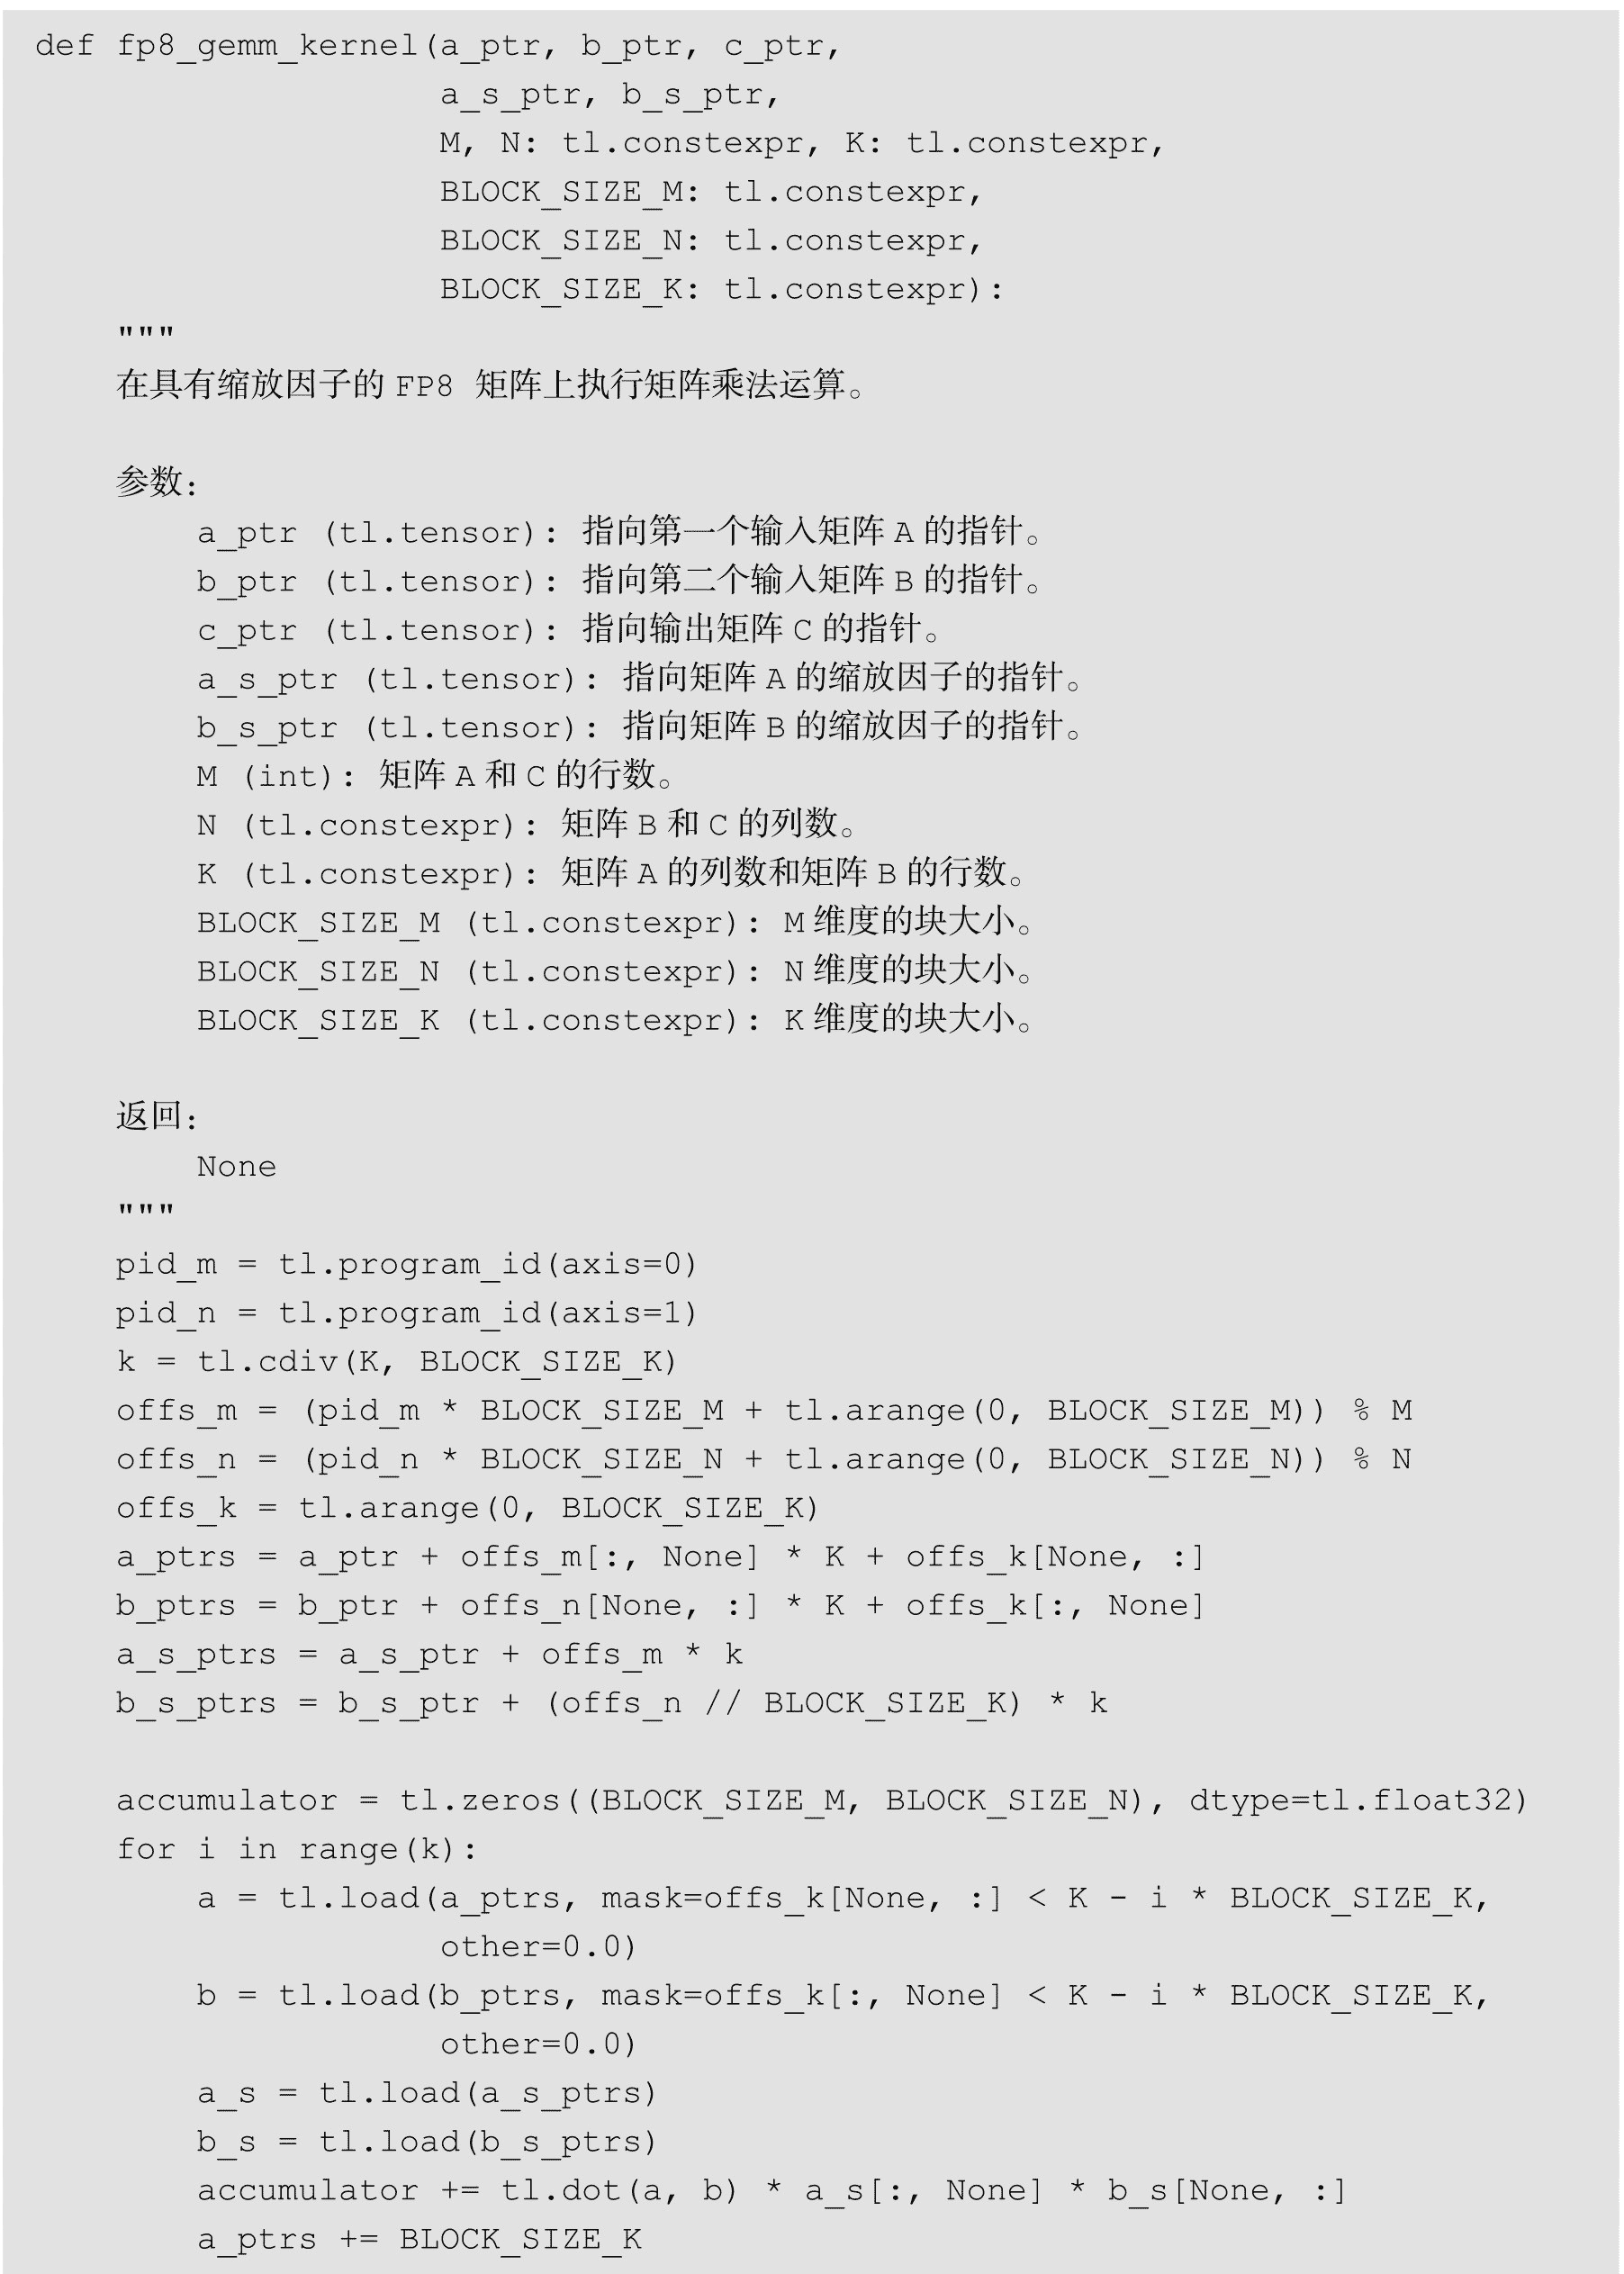 def fp8_gemm_kernel(a_ptr, b_ptr, c_ptr,
                    a_s_ptr, b_s_ptr,
                    M, N: tl.constexpr, K: tl.constexpr,
                    BLOCK_SIZE_M: tl.constexpr,
                    BLOCK_SIZE_N: tl.constexpr,
                    BLOCK_SIZE_K: tl.constexpr):
    """
    在具有缩放因子的 FP8 矩阵上执行矩阵乘法运算。

    参数:
        a_ptr (tl.tensor): 指向第一个输入矩阵 A 的指针。
        b_ptr (tl.tensor): 指向第二个输入矩阵 B 的指针。
        c_ptr (tl.tensor): 指向输出矩阵 C 的指针。
        a_s_ptr (tl.tensor): 指向矩阵 A 的缩放因子的指针。
        b_s_ptr (tl.tensor): 指向矩阵 B 的缩放因子的指针。
        M (int): 矩阵 A 和 C 的行数。
        N (tl.constexpr): 矩阵 B 和 C 的列数。
        K (tl.constexpr): 矩阵 A 的列数和矩阵 B 的行数。
        BLOCK_SIZE_M (tl.constexpr): M 维度的块大小。
        BLOCK_SIZE_N (tl.constexpr): N 维度的块大小。
        BLOCK_SIZE_K (tl.constexpr): K 维度的块大小。

    返回:
        None
    """
    pid_m = tl.program_id(axis=0)
    pid_n = tl.program_id(axis=1)
    k = tl.cdiv(K, BLOCK_SIZE_K)
    offs_m = (pid_m * BLOCK_SIZE_M + tl.arange(0, BLOCK_SIZE_M)) % M
    offs_n = (pid_n * BLOCK_SIZE_N + tl.arange(0, BLOCK_SIZE_N)) % N
    offs_k = tl.arange(0, BLOCK_SIZE_K)
    a_ptrs = a_ptr + offs_m[:, None] * K + offs_k[None, :]
    b_ptrs = b_ptr + offs_n[None, :] * K + offs_k[:, None]
    a_s_ptrs = a_s_ptr + offs_m * k
    b_s_ptrs = b_s_ptr + (offs_n // BLOCK_SIZE_K) * k

    accumulator = tl.zeros((BLOCK_SIZE_M, BLOCK_SIZE_N), dtype=tl.float32)
    for i in range(k):
        a = tl.load(a_ptrs, mask=offs_k[None, :] < K - i * BLOCK_SIZE_K,
                    other=0.0)
        b = tl.load(b_ptrs, mask=offs_k[:, None] < K - i * BLOCK_SIZE_K,
                    other=0.0)
        a_s = tl.load(a_s_ptrs)
        b_s = tl.load(b_s_ptrs)
        accumulator += tl.dot(a, b) * a_s[:, None] * b_s[None, :]
        a_ptrs += BLOCK_SIZE_K